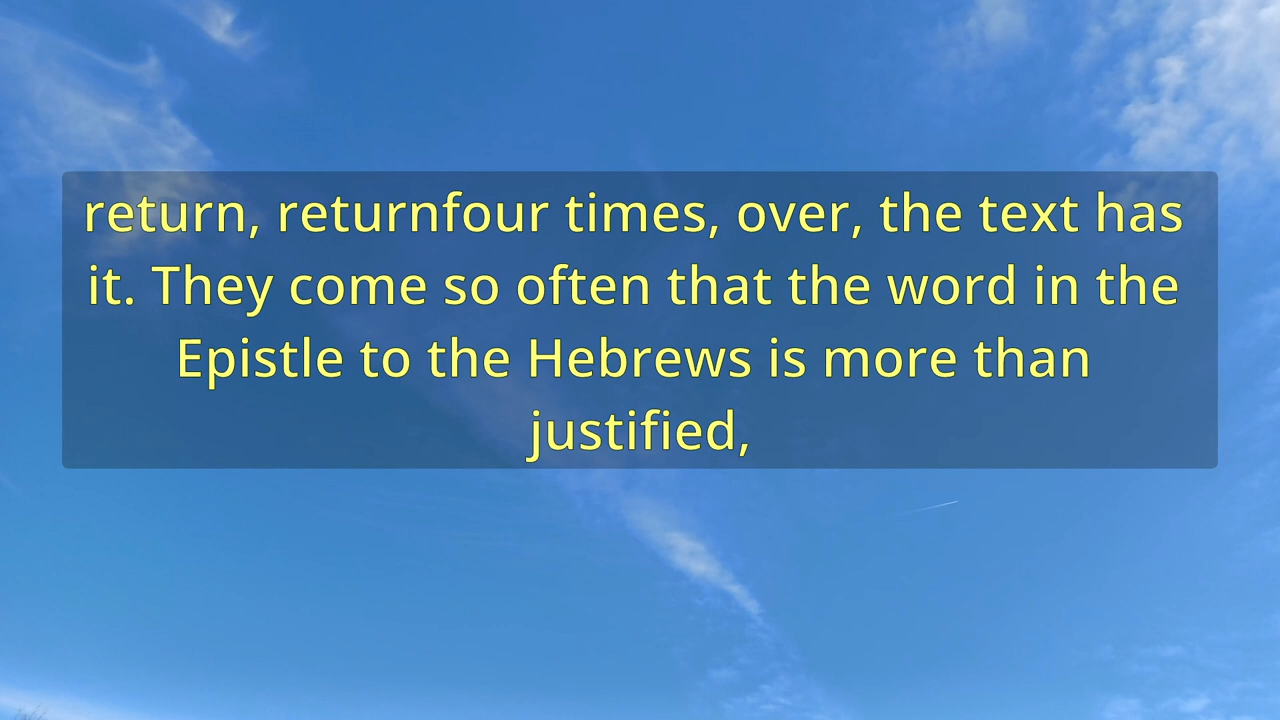 return, returnfour times, over, the text has
it. They come so often that the word in the
Epistle to the Hebrews is more than
justified,